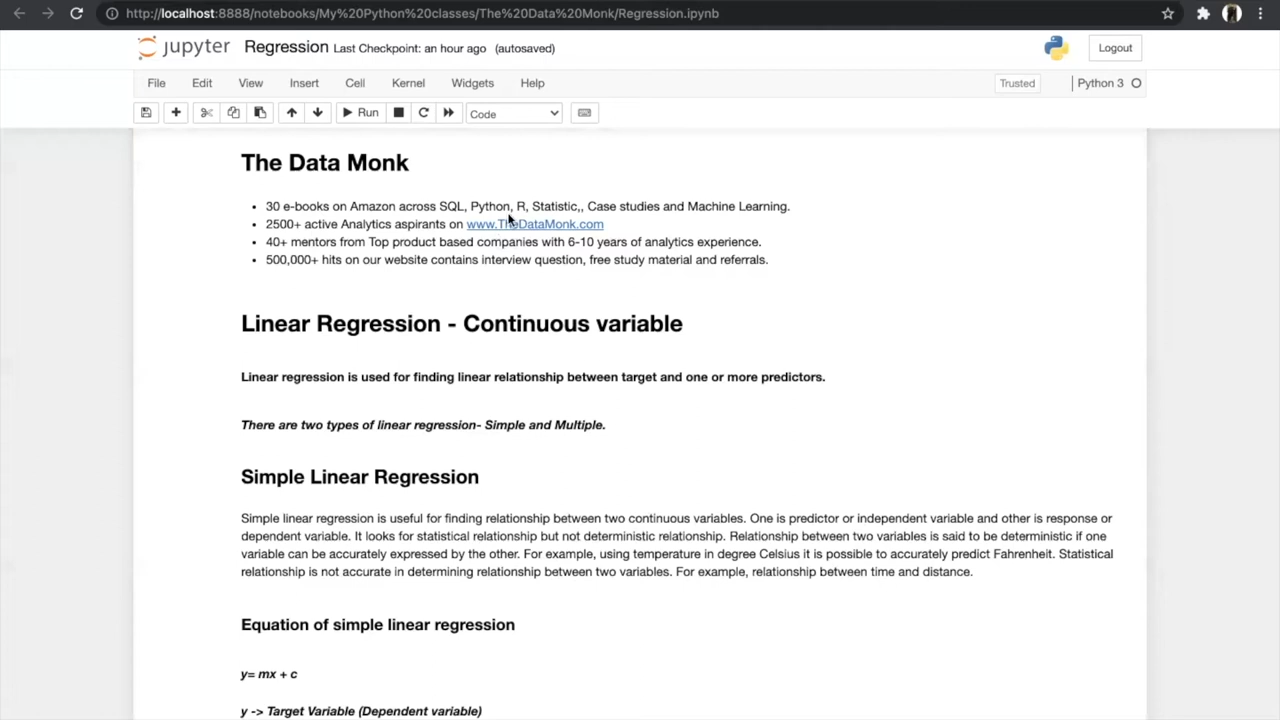 http://localhost:8888/notebooks/My%20Python%20classes/The%20Data%20Monk/Regression.ipynb
jupyter Regression Last Checkpoint: an hour ago (autosaved) Logout
File Edit View Insert Cell Kernel Widgets Help Trusted Python 3
Run Code
The Data Monk
• 30 e-books on Amazon across SQL, Python, R, Statistic,, Case studies and Machine Learning.
• 2500+ active Analytics aspirants on www.TheDataMonk.com
• 40+ mentors from Top product based companies with 6-10 years of analytics experience.
• 500,000+ hits on our website contains interview question, free study material and referrals.
Linear Regression - Continuous variable
Linear regression is used for finding linear relationship between target and one or more predictors.
There are two types of linear regression- Simple and Multiple.
Simple Linear Regression
Simple linear regression is useful for finding relationship between two continuous variables. One is predictor or independent variable and other is response or
dependent variable. It looks for statistical relationship but not deterministic relationship. Relationship between two variables is said to be deterministic if one
variable can be accurately expressed by the other. For example, using temperature in degree Celsius it is possible to accurately predict Fahrenheit. Statistical
relationship is not accurate in determining relationship between two variables. For example, relationship between time and distance.
Equation of simple linear regression
y= mx + c
y -> Target Variable (Dependent variable)